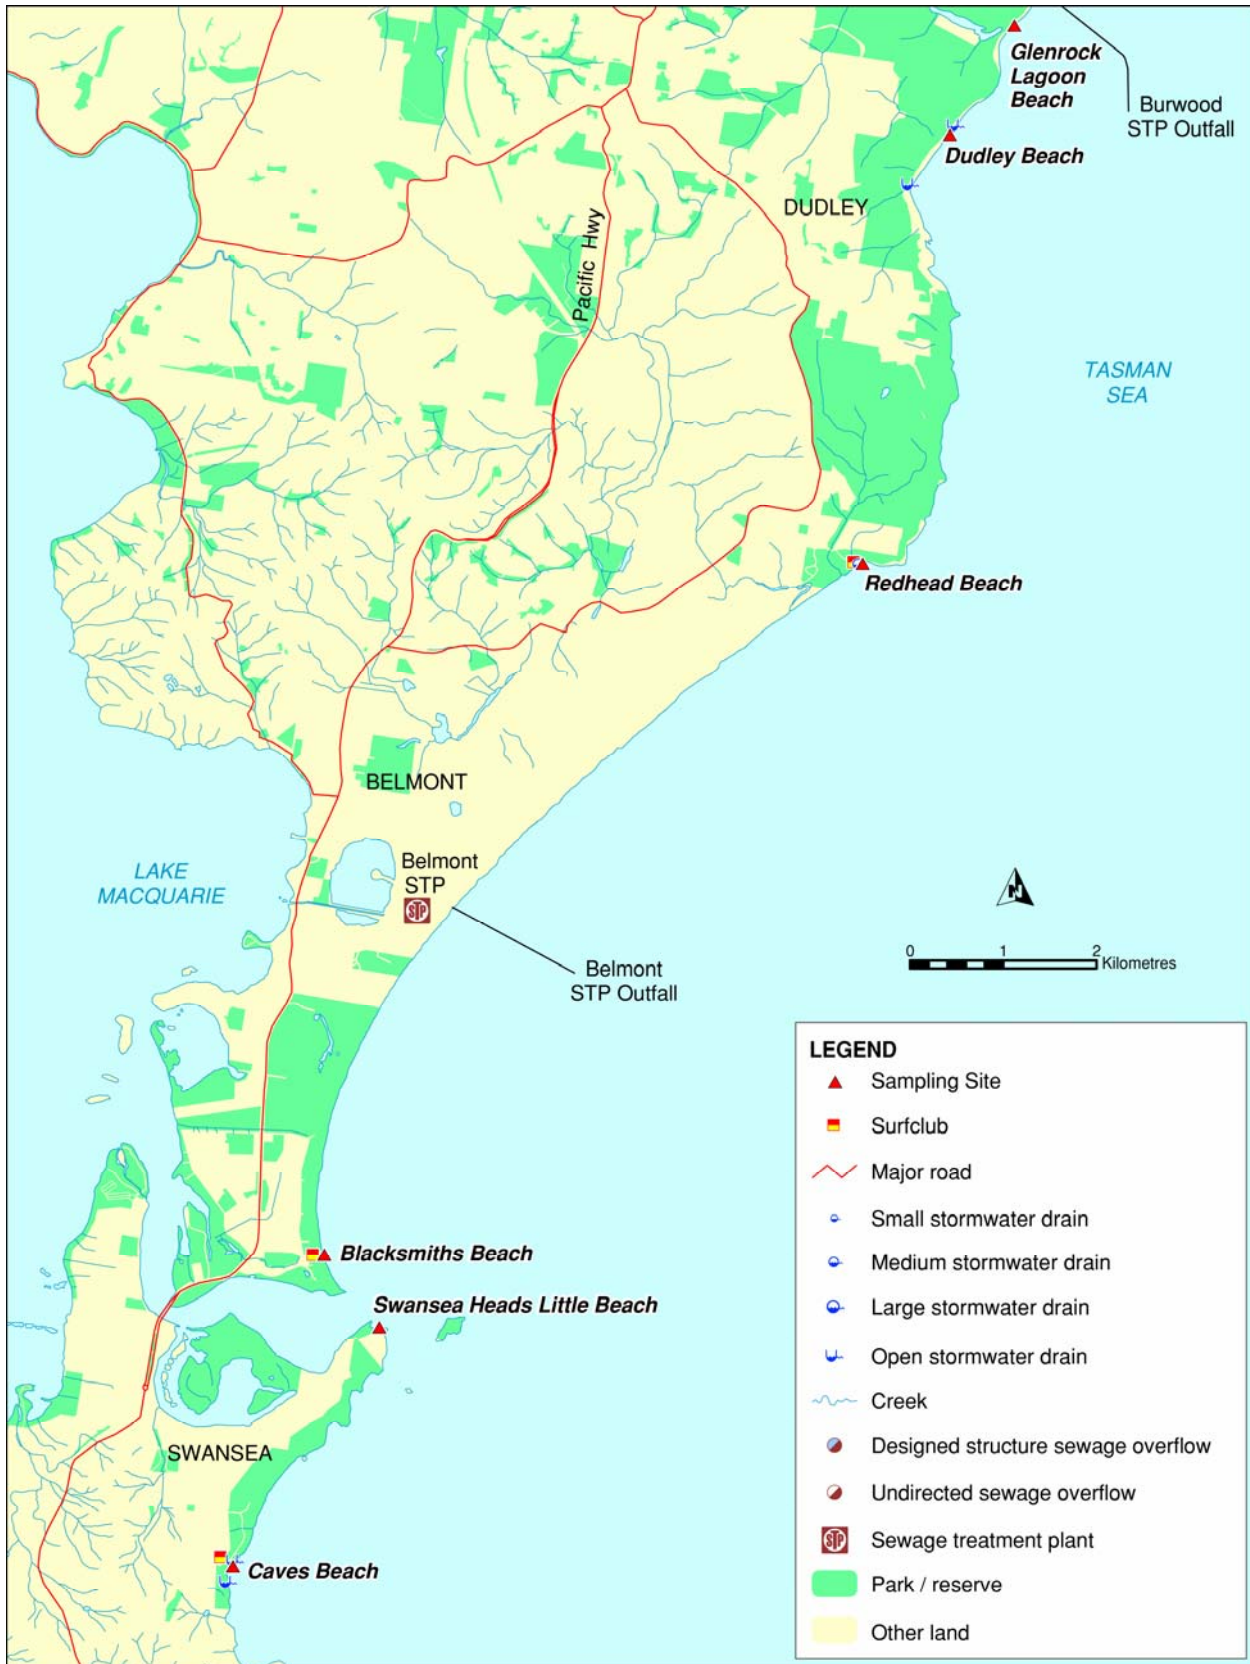 Glenrock
Lagoon
Beach
Burwood
STP Outfall
Dudley Beach
DUDLEY
Pacific Hwy
TASMAN
SEA
Redhead Beach
BELMONT
LAKE
MACQUARIE
Belmont
STP
STP
Belmont
STP Outfall
N
0 1 2
Kilometres
Blacksmiths Beach
Swansea Heads Little Beach
SWANSEA
Caves Beach
LEGEND
Sampling Site
Surfclub
Major road
Small stormwater drain
Medium stormwater drain
Large stormwater drain
Open stormwater drain
Creek
Designed structure sewage overflow
Undirected sewage overflow
STP Sewage treatment plant
Park / reserve
Other land